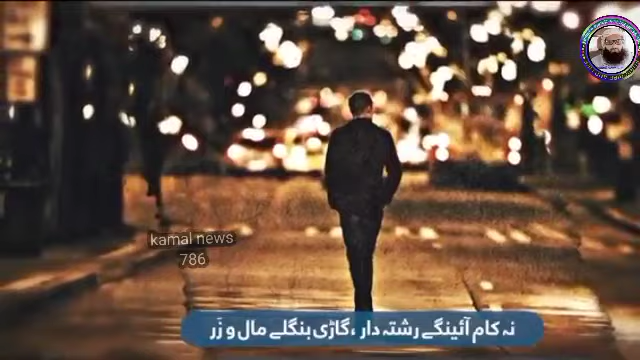 kamal news
786
نہ کام آئینگے رشتہ دار ،گاڑی بنگلے مال و زَر